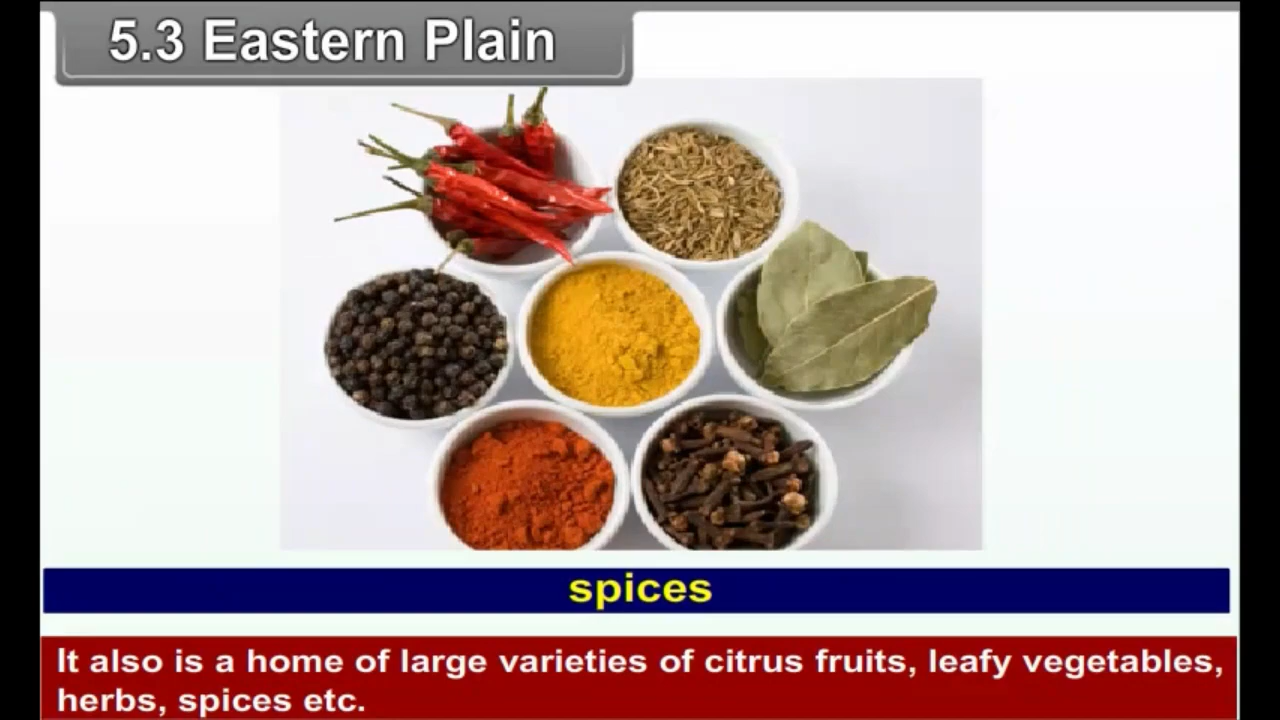 5.3 Eastern Plain
spices
It also is a home of large varieties of citrus fruits, leafy vegetables,
herbs, spices etc.